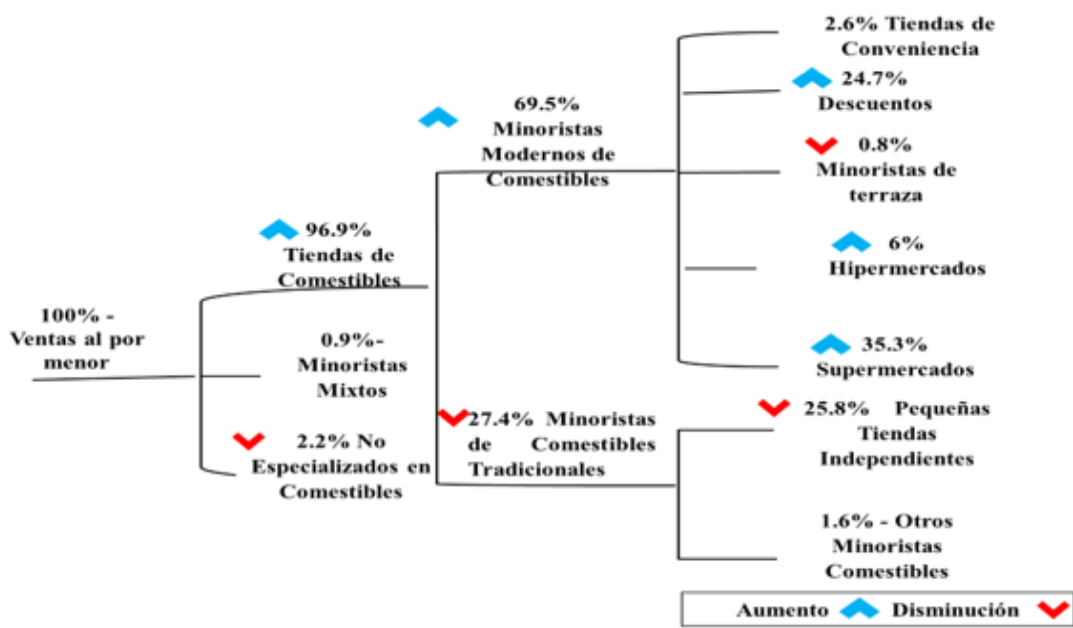 100% -
Ventas al por
menor
96.9%
Tiendas de
Comestibles
0.9%-
Minoristas
Mixtos
2.2% No
Especializados en
Comestibles
69.5%
Minoristas
Modernos de
Comestibles
27.4% Minoristas
de Comestibles
Tradicionales
2.6% Tiendas de
Conveniencia
24.7%
Descuentos
0.8%
Minoristas de
terraza
6%
Hipermercados
35.3%
Supermercados
25.8% Pequeñas
Tiendas
Independientes
1.6% - Otros
Minoristas
Comestibles
Aumento Disminución